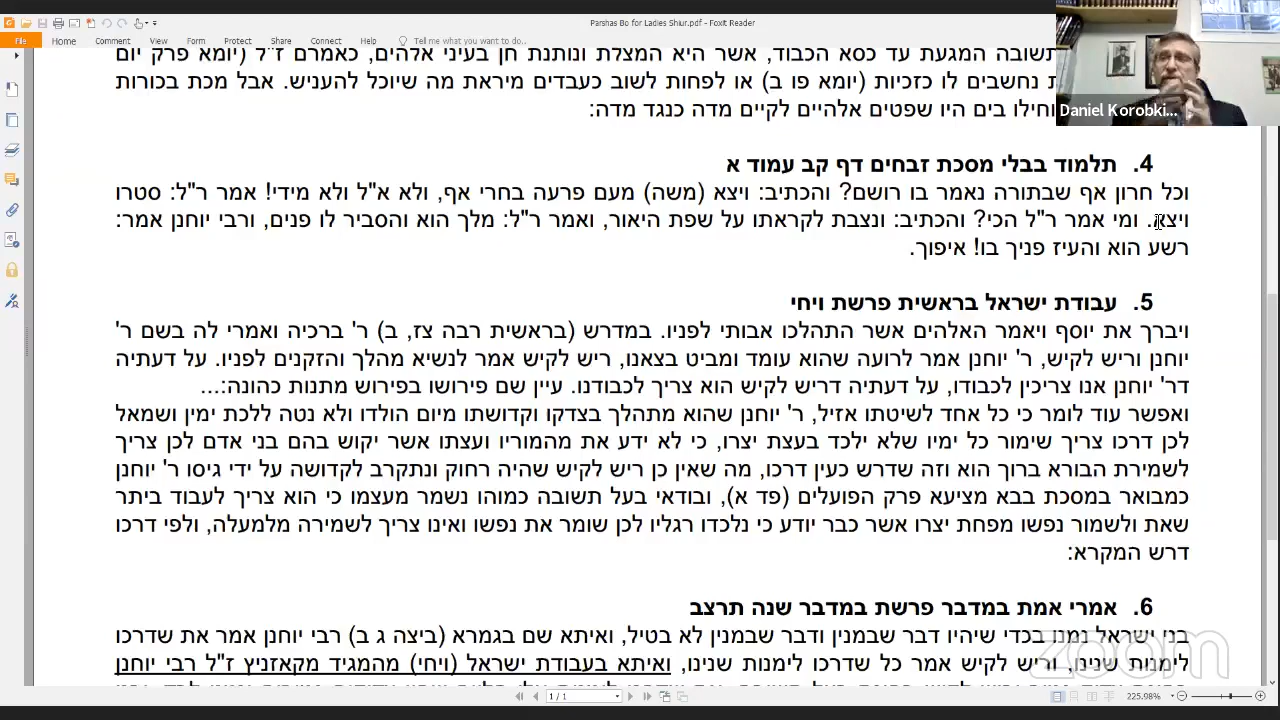 Parshas Bo for Ladies Shiur.pdf - Foxit Reader
File Home Comment View Form Protect Share Connect Help Tell me what you want to do..
Daniel Korobki...
תשובה המגעת עד כסא הכבוד, אשר היא המצלת ונותנת חן בעיני אלהים, כאמרם ז"ל (יומא פרק יום
נחשבים לו כזכיות (יומא פו ב) או לפחות לשוב כעבדים מיראת מה שיוכל להעניש. אבל מכת בכורות
וחילו בים היו שפטים אלהיים לקיים מדה כנגד מדה:
4. תלמוד בבלי מסכת זבחים דף קב עמוד א
וכל חרון אף שבתורה נאמר בו רושם? והכתיב: ויצא (משה) מעם פרעה בחרי אף, ולא א"ל ולא מידי! אמר ר"ל: סטרו
ויצא. ומי אמר ר"ל הכי? והכתיב: ונצבת לקראתו על שפת היאור, ואמר ר"ל: מלך הוא והסביר לו פנים, ורבי יוחנן אמר:
רשע הוא והעיז פניך בו! איפוך.
5. עבודת ישראל בראשית פרשת ויחי
ויברך את יוסף ויאמר האלהים אשר התהלכו אבותי לפניו. במדרש (בראשית רבה צז, ב) ר' ברכיה ואמרי לה בשם ר'
יוחנן וריש לקיש, ר' יוחנן אמר לרועה שהוא עומד ומביט בצאנו, ריש לקיש אמר לנשיא מהלך והזקנים לפניו. על דעתיה
דר' יוחנן אנו צריכין לכבודו, על דעתיה דריש לקיש הוא צריך לכבודנו. עיין שם פירושו בפירוש מתנות כהונה:...
ואפשר עוד לומר כי כל אחד לשיטתו אזיל, ר' יוחנן שהוא מתהלך בצדקו וקדושתו מיום הולדו ולא נטה ללכת ימין ושמאל
לכן דרכו צריך שימור כל ימיו שלא ילכד בעצת יצרו, כי לא ידע את מהמוריו ועצתו אשר יקוש בהם בני אדם לכן צריך
לשמירת הבורא ברוך הוא וזה שדרש כעין דרכו, מה שאין כן ריש לקיש שהיה רחוק ונתקרב לקדושה על ידי גיסו ר' יוחנן
כמבואר במסכת בבא מציעא פרק הפועלים (פד א), ובודאי בעל תשובה כמוהו נשמר מעצמו כי הוא צריך לעבוד ביתר
שאת ולשמור נפשו מפחת יצרו אשר כבר יודע כי נלכדו רגליו לכן שומר את נפשו ואינו צריך לשמירה מלמעלה, ולפי דרכו
דרש המקרא:
6. אמרי אמת במדבר פרשת במדבר שנה תרצב
בני ישראל נמנו בכדי שיהיו דבר שבמנין ודבר שבמנין לא בטיל, ואיתא שם בגמרא (ביצה ג ב) רבי יוחנן אמר את שדרכו
לימנות שנינו, וריש לקיש אמר כל שדרכו לימנות שנינו, ואיתא בעבודת ישראל (ויחי) מהמגיד מקאזניץ ז"ל רבי יוחנן
zoom
1 / 1
225.98%